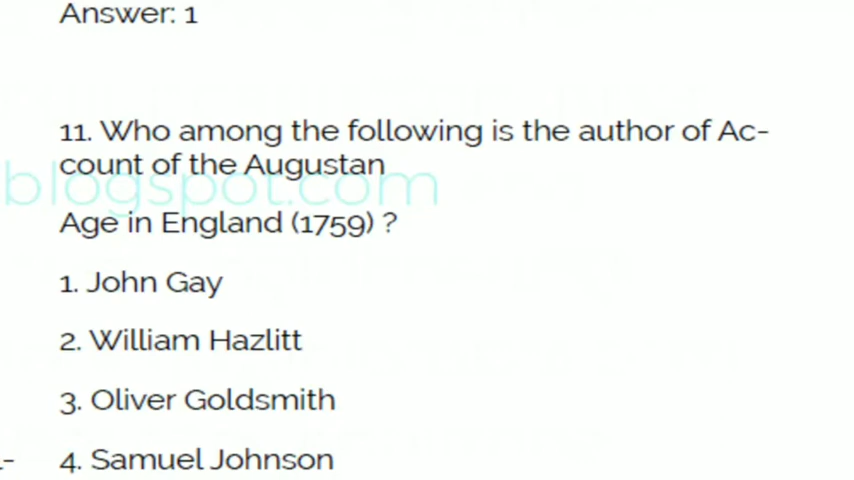 Answer: 1
11. Who among the following is the author of Ac-
count of the Augustan
blogspot.com
Age in England (1759) ?
1. John Gay
2. William Hazlitt
3. Oliver Goldsmith
4. Samuel Johnson